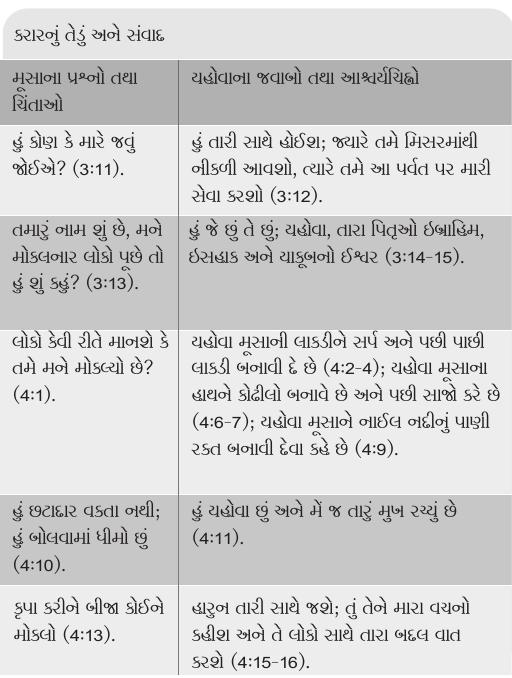 કરારનું તેડું અને સંવાદ
મૂસાના પ્રશ્નો તથા
ચિંતાઓ
યહોવાના જવાબો તથા આશ્ચર્યચિહ્નો
હું કોણ કે મારે જવું
જોઈએ? (3:11).
હું તારી સાથે હોઈશ; જ્યારે તમે મિસરમાંથી
નીકળી આવશો, ત્યારે તમે આ પર્વત પર મારી
સેવા કરશો (3:12).
તમારું નામ શું છે, મને
મોકલનાર લોકો પૂછે તો
હું શું કહું? (3:13).
હું જે છું તે છું; યહોવા, તારા પિતૃઓ ઇબ્રાહિમ,
ઇસહાક અને યાકૂબનો ઈશ્વર (3:14-15).
લોકો કેવી રીતે માનશે કે
તમે મને મોકલ્યો છે?
(4:1).
યહોવા મૂસાની લાકડીને સર્પ અને પછી પાછી
લાકડી બનાવી દે છે (4:2-4); યહોવા મૂસાના
હાથને કોઢીલો બનાવે છે અને પછી સાજો કરે છે
(4:6-7); યહોવા મૂસાને નાઈલ નદીનું પાણી
રક્ત બનાવી દેવા કહે છે (4:9).
હું છટાદાર વક્તા નથી;
હું બોલવામાં ધીમો છું
(4:10).
હું યહોવા છું અને મેં જ તારું મુખ રચ્યું છે
(4:11).
કૃપા કરીને બીજા કોઈને
મોકલો (4:13).
હારુન તારી સાથે જશે; તું તેને મારા વચનો
કહીશ અને તે લોકો સાથે તારા બદલ વાત
કરશે (4:15-16).